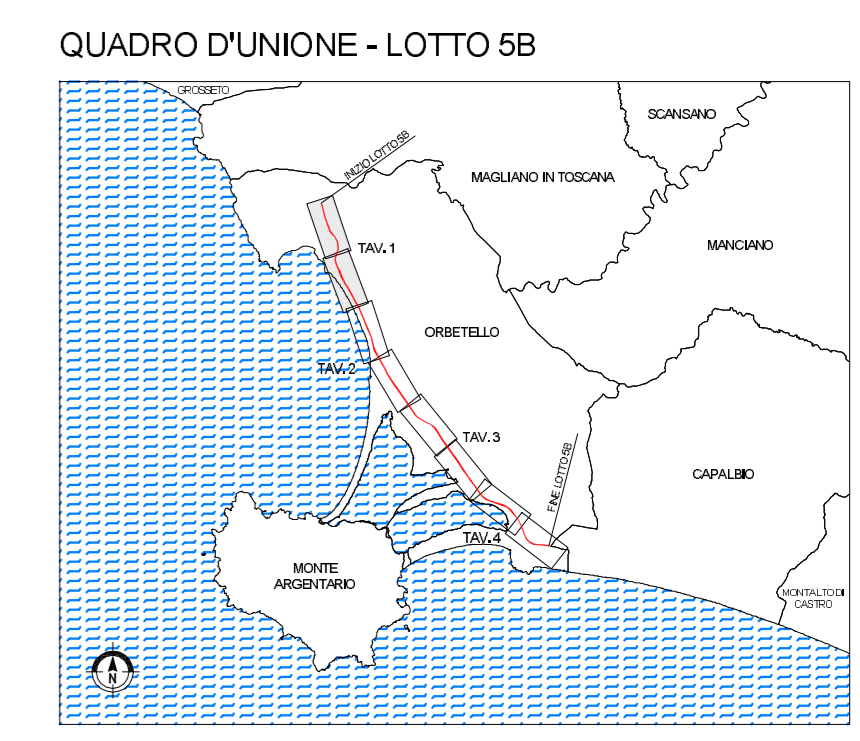 QUADRO D'UNIONE - LOTTO 5B
GROSSETO
SCANSANO
INIZIO LOTTO 5B
MAGLIANO IN TOSCANA
TAV. 1
MANCIANO
ORBETELLO
TAV. 2
TAV. 3
FINE LOTTO 5B
CAPALBIO
TAV. 4
MONTE
ARGENTARIO
MONTALTO DI
CASTRO
N